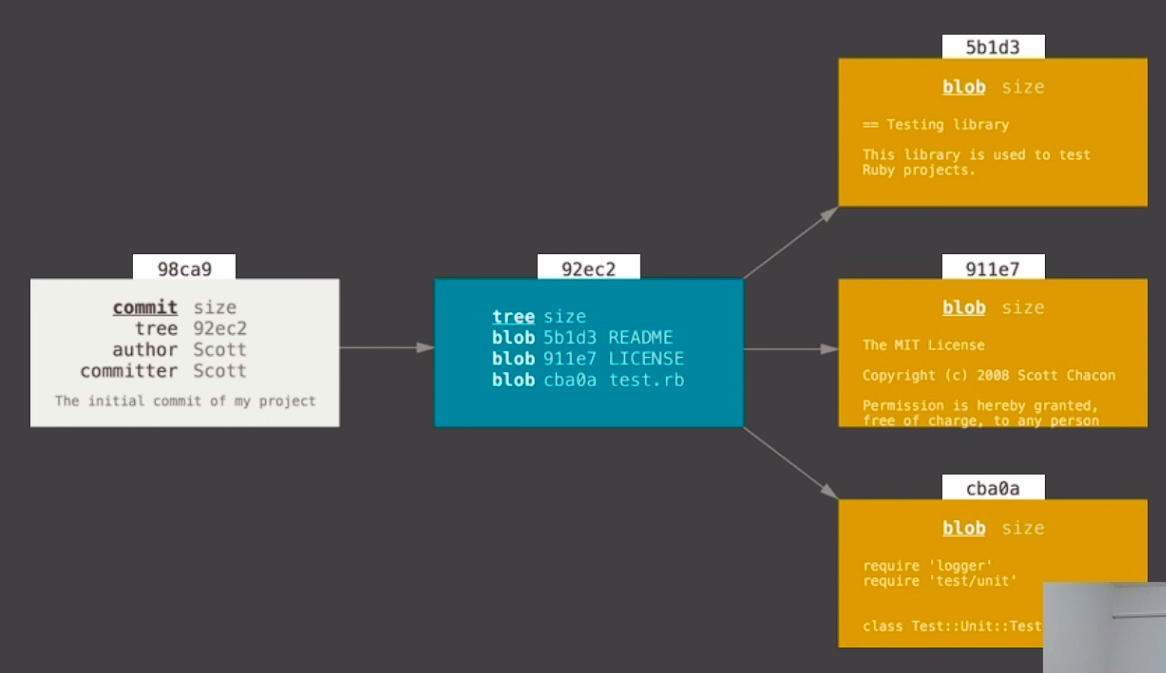 98ca9
commit size
tree 92ec2
author Scott
committer Scott
The initial commit of my project
92ec2
tree size
blob 5b1d3 README
blob 911e7 LICENSE
blob cba0a test.rb
5b1d3
blob size
== Testing library
This library is used to test
Ruby projects.
911e7
blob size
The MIT License
Copyright (c) 2008 Scott Chacon
Permission is hereby granted,
free of charge, to any person
cba0a
blob size
require 'logger'
require 'test/unit'
class Test::Unit::Test